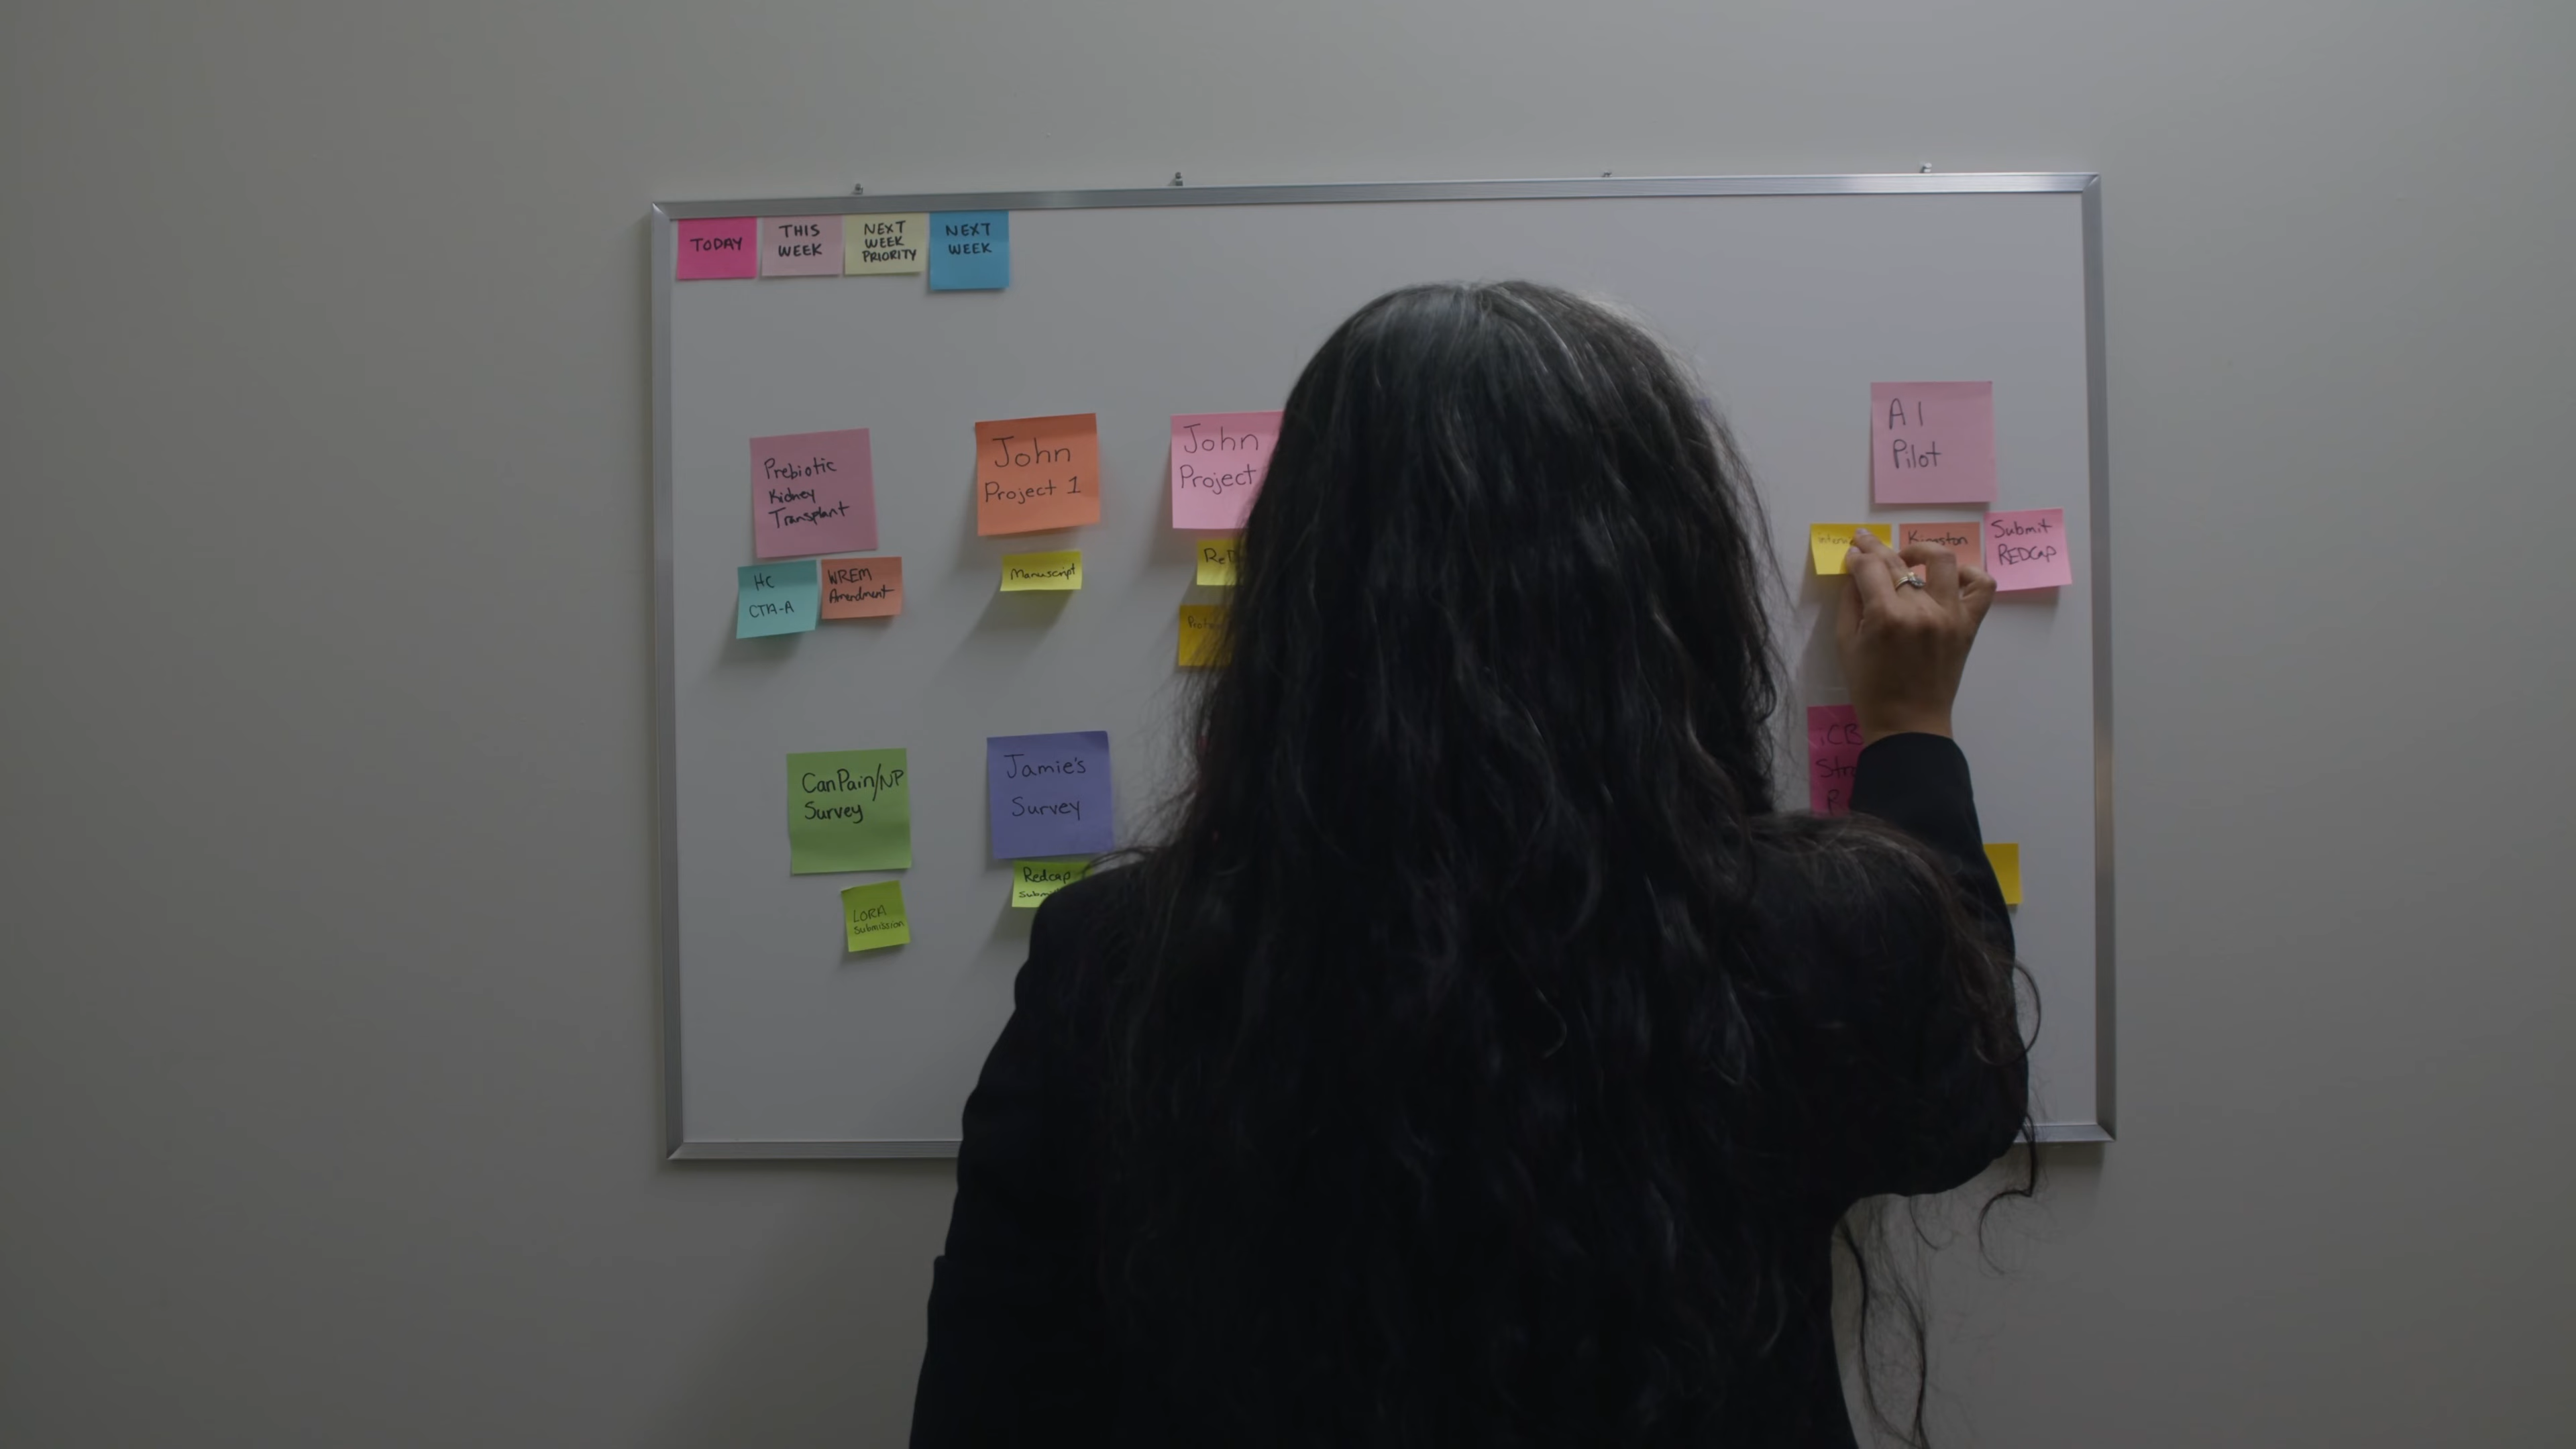 TODAY
THIS
WEEK
NEXT
WEEK
PRIORITY
NEXT
WEEK
Prebiotic
Kidney
Transplant
HC
CTA-A
WREM
Amendment
John
Project 1
Manuscript
John
Project
AI
Pilot
Kingston
Submit
REDCap
CanPain/NP
Survey
LORA
Submission
Jamie's
Survey
Redcap